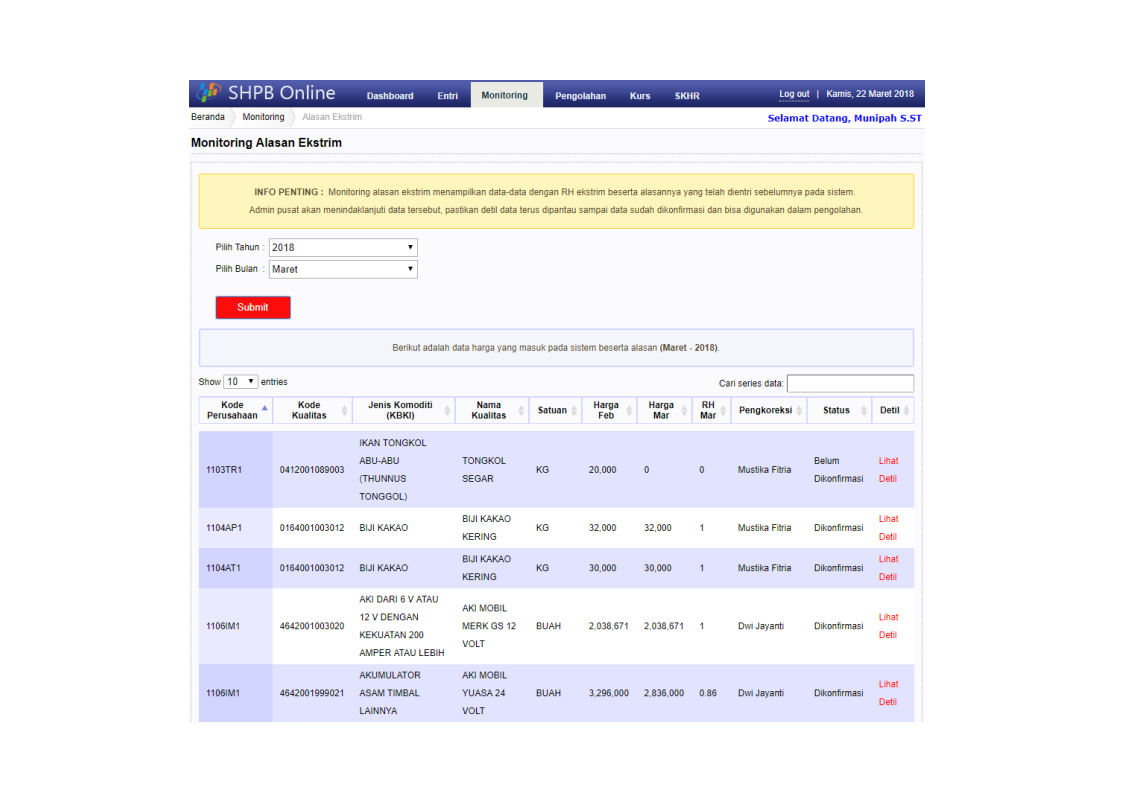 SHPB Online
Dashboard Entri Monitoring Pengolahan Kurs SKHR
Log out | Kamis, 22 Maret 2018
Beranda Monitoring Alasan Ekstrim
Selamat Datang, Munipah S.ST
Monitoring Alasan Ekstrim
INFO PENTING : Monitoring alasan ekstrim menampilkan data-data dengan RH ekstrim beserta alasannya yang telah dientri sebelumnya pada sistem.
Admin pusat akan menindaklanjuti data tersebut, pastikan detil data terus dipantau sampai data sudah dikonfirmasi dan bisa digunakan dalam pengolahan.
Pilih Tahun : 2018
Pilih Bulan : Maret
Submit
Berikut adalah data harga yang masuk pada sistem beserta alasan (Maret - 2018).
Show 10 entries
Cari series data:
Kode Perusahaan Kode Kualitas Jenis Komoditi (KBKI) Nama Kualitas Satuan Harga Feb Harga Mar RH Mar Pengkoreksi Status Detil
1103TR1 0412001089003 IKAN TONGKOL ABU-ABU (THUNNUS TONGGOL) TONGKOL SEGAR KG 20,000 0 0 Mustika Fitria Belum Dikonfirmasi Lihat Detil
1104AP1 0164001003012 BIJI KAKAO BIJI KAKAO KERING KG 32,000 32,000 1 Mustika Fitria Dikonfirmasi Lihat Detil
1104AT1 0164001003012 BIJI KAKAO BIJI KAKAO KERING KG 30,000 30,000 1 Mustika Fitria Dikonfirmasi Lihat Detil
1106IM1 4642001003020 AKI DARI 6 V ATAU 12 V DENGAN KEKUATAN 200 AMPER ATAU LEBIH AKI MOBIL MERK GS 12 VOLT BUAH 2,038,671 2,038,671 1 Dwi Jayanti Dikonfirmasi Lihat Detil
1106IM1 4642001999021 AKUMULATOR ASAM TIMBAL LAINNYA AKI MOBIL YUASA 24 VOLT BUAH 3,296,000 2,836,000 0.86 Dwi Jayanti Dikonfirmasi Lihat Detil